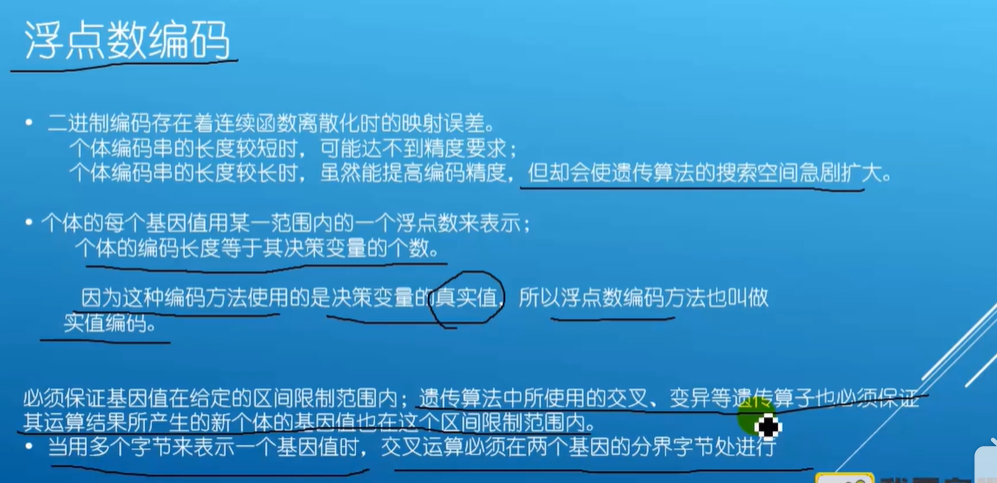 浮点数编码
• 二进制编码存在着连续函数离散化时的映射误差。
个体编码串的长度较短时，可能达不到精度要求；
个体编码串的长度较长时，虽然能提高编码精度，但却会使遗传算法的搜索空间急剧扩大。
• 个体的每个基因值用某一范围内的一个浮点数来表示；
个体的编码长度等于其决策变量的个数。
因为这种编码方法使用的是决策变量的真实值，所以浮点数编码方法也叫做
实值编码。
必须保证基因值在给定的区间限制范围内；遗传算法中所使用的交叉、变异等遗传算子也必须保证
其运算结果所产生的新个体的基因值也在这个区间限制范围内。
• 当用多个字节来表示一个基因值时，交叉运算必须在两个基因的分界字节处进行